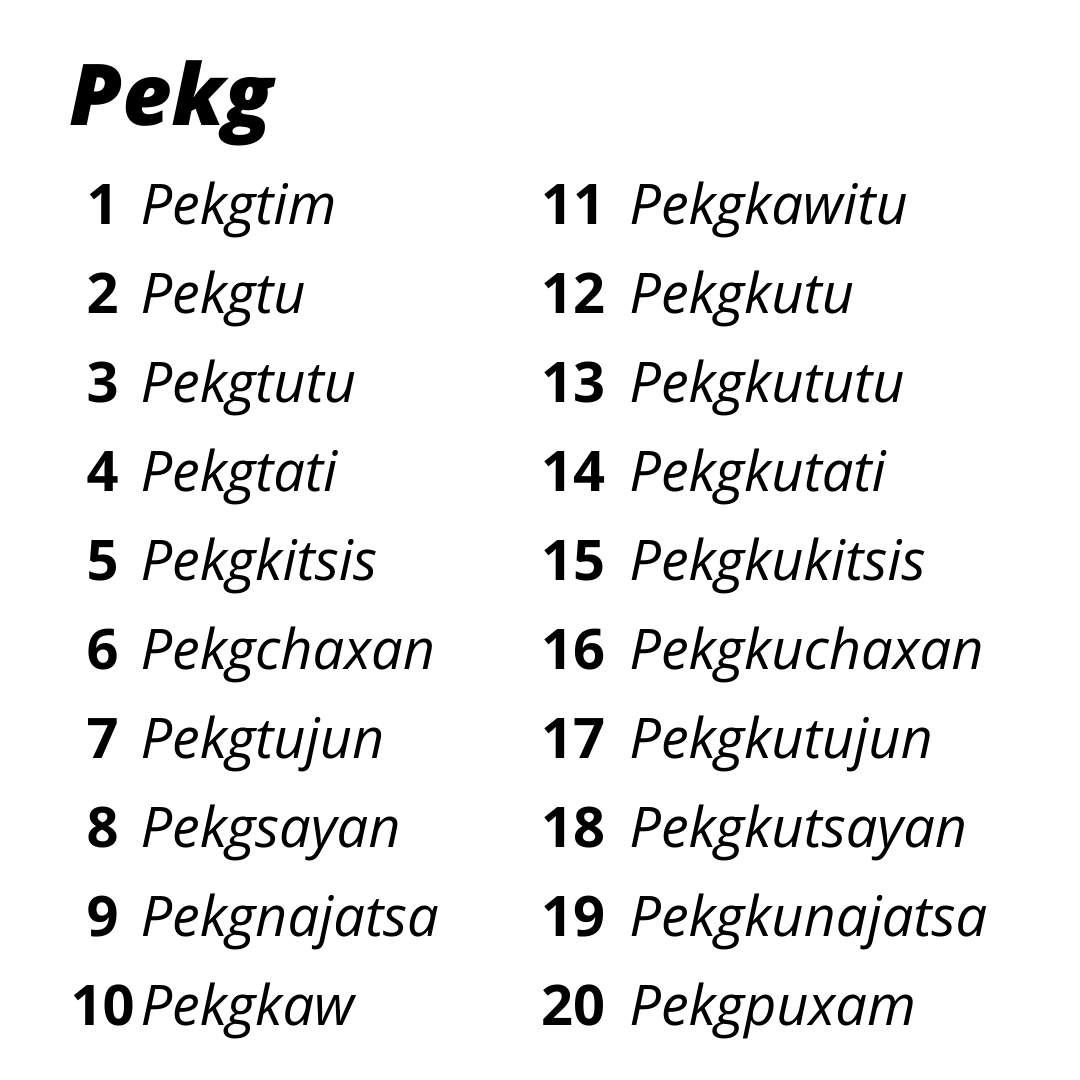 Pekg
1 Pekgtim
2 Pekgtu
3 Pekgtutu
4 Pekgtati
5 Pekgkitsis
6 Pekgchaxan
7 Pekgtujun
8 Pekgsayan
9 Pekgnajatsa
10 Pekgkaw
11 Pekgkawitu
12 Pekgkutu
13 Pekgkututu
14 Pekgkutati
15 Pekgkukitsis
16 Pekgkuchaxan
17 Pekgkutujun
18 Pekgkutsayan
19 Pekgkunajatsa
20 Pekgpuxam